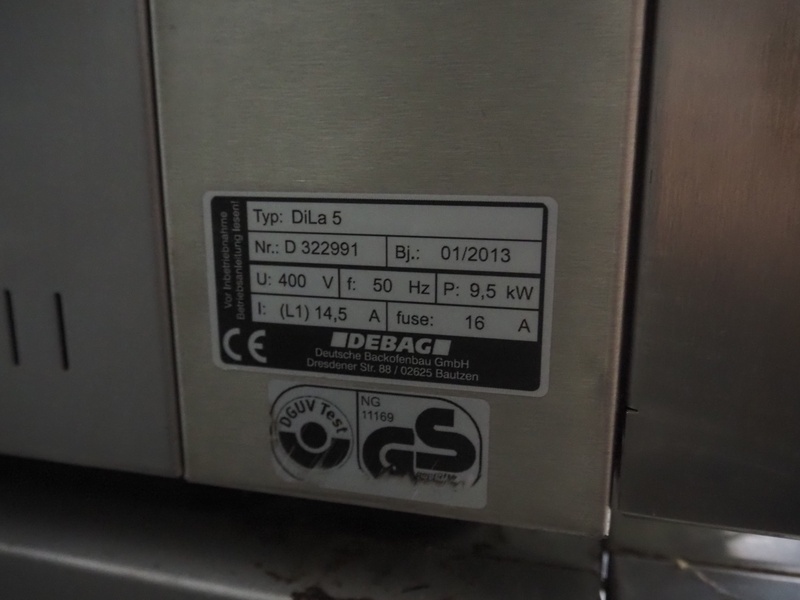 Vor Inbetriebnahme
Betriebsanleitung lesen!
Typ: DiLa 5
Nr.: D 322991 Bj.: 01/2013
U: 400 V f: 50 Hz P: 9,5 kW
I: (L1) 14,5 A fuse: 16 A
CE DEBAG
Deutsche Backofenbau GmbH
Dresdener Str. 88 / 02625 Bautzen
DGUV Test
NG
11169
GS